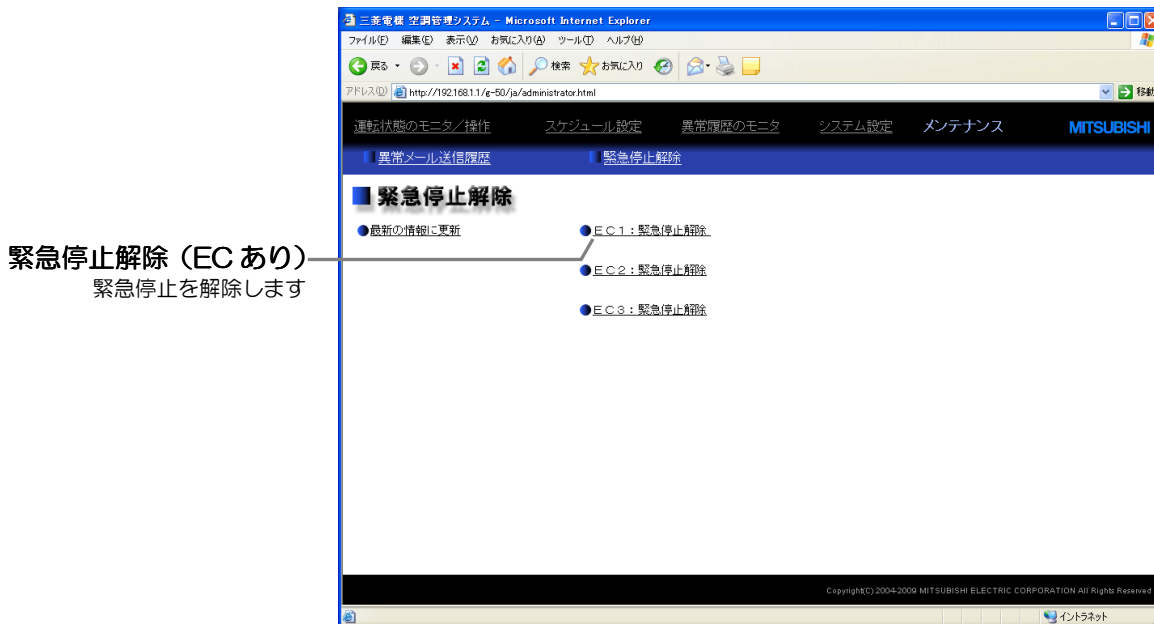 三菱電機 空調管理システム - Microsoft Internet Explorer
ファイル(F) 編集(E) 表示(V) お気に入り(A) ツール(T) ヘルプ(H)
戻る 検索 お気に入り
アドレス(D) http://192.168.1.1/g-50/ja/administrator.html 移動
運転状態のモニタ／操作 スケジュール設定 異常履歴のモニタ システム設定 メンテナンス MITSUBISHI
異常メール送信履歴 緊急停止解除
緊急停止解除
最新の情報に更新 ＥＣ１：緊急停止解除
緊急停止解除（EC あり）
緊急停止を解除します
ＥＣ２：緊急停止解除
ＥＣ３：緊急停止解除
Copyright(C) 2004-2009 MITSUBISHI ELECTRIC CORPORATION All Rights Reserved
イントラネット